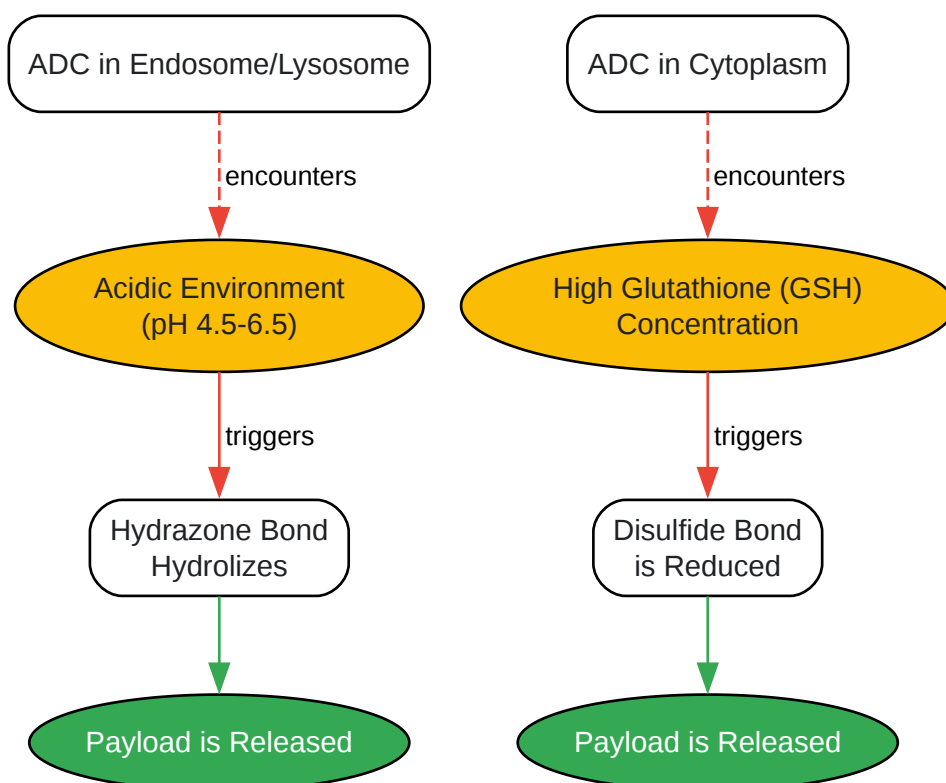 ADC in Endosome/Lysosome
encounters
Acidic Environment
(pH 4.5-6.5)
triggers
Hydrazone Bond
Hydrolizes
Payload is Released
ADC in Cytoplasm
encounters
High Glutathione (GSH)
Concentration
triggers
Disulfide Bond
is Reduced
Payload is Released